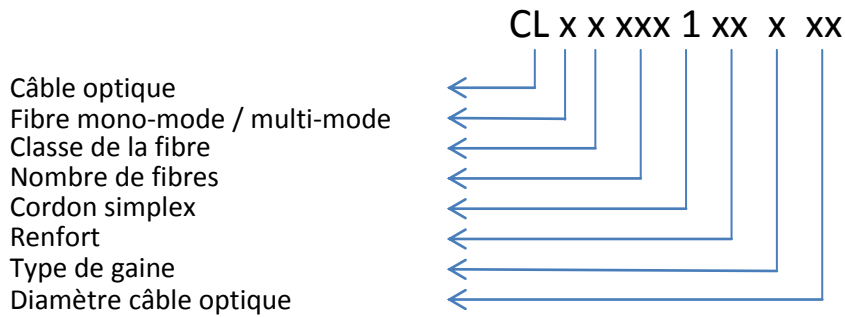 CL x x xxx 1 xx x xx
Câble optique
Fibre mono-mode / multi-mode
Classe de la fibre
Nombre de fibres
Cordon simplex
Renfort
Type de gaine
Diamètre câble optique